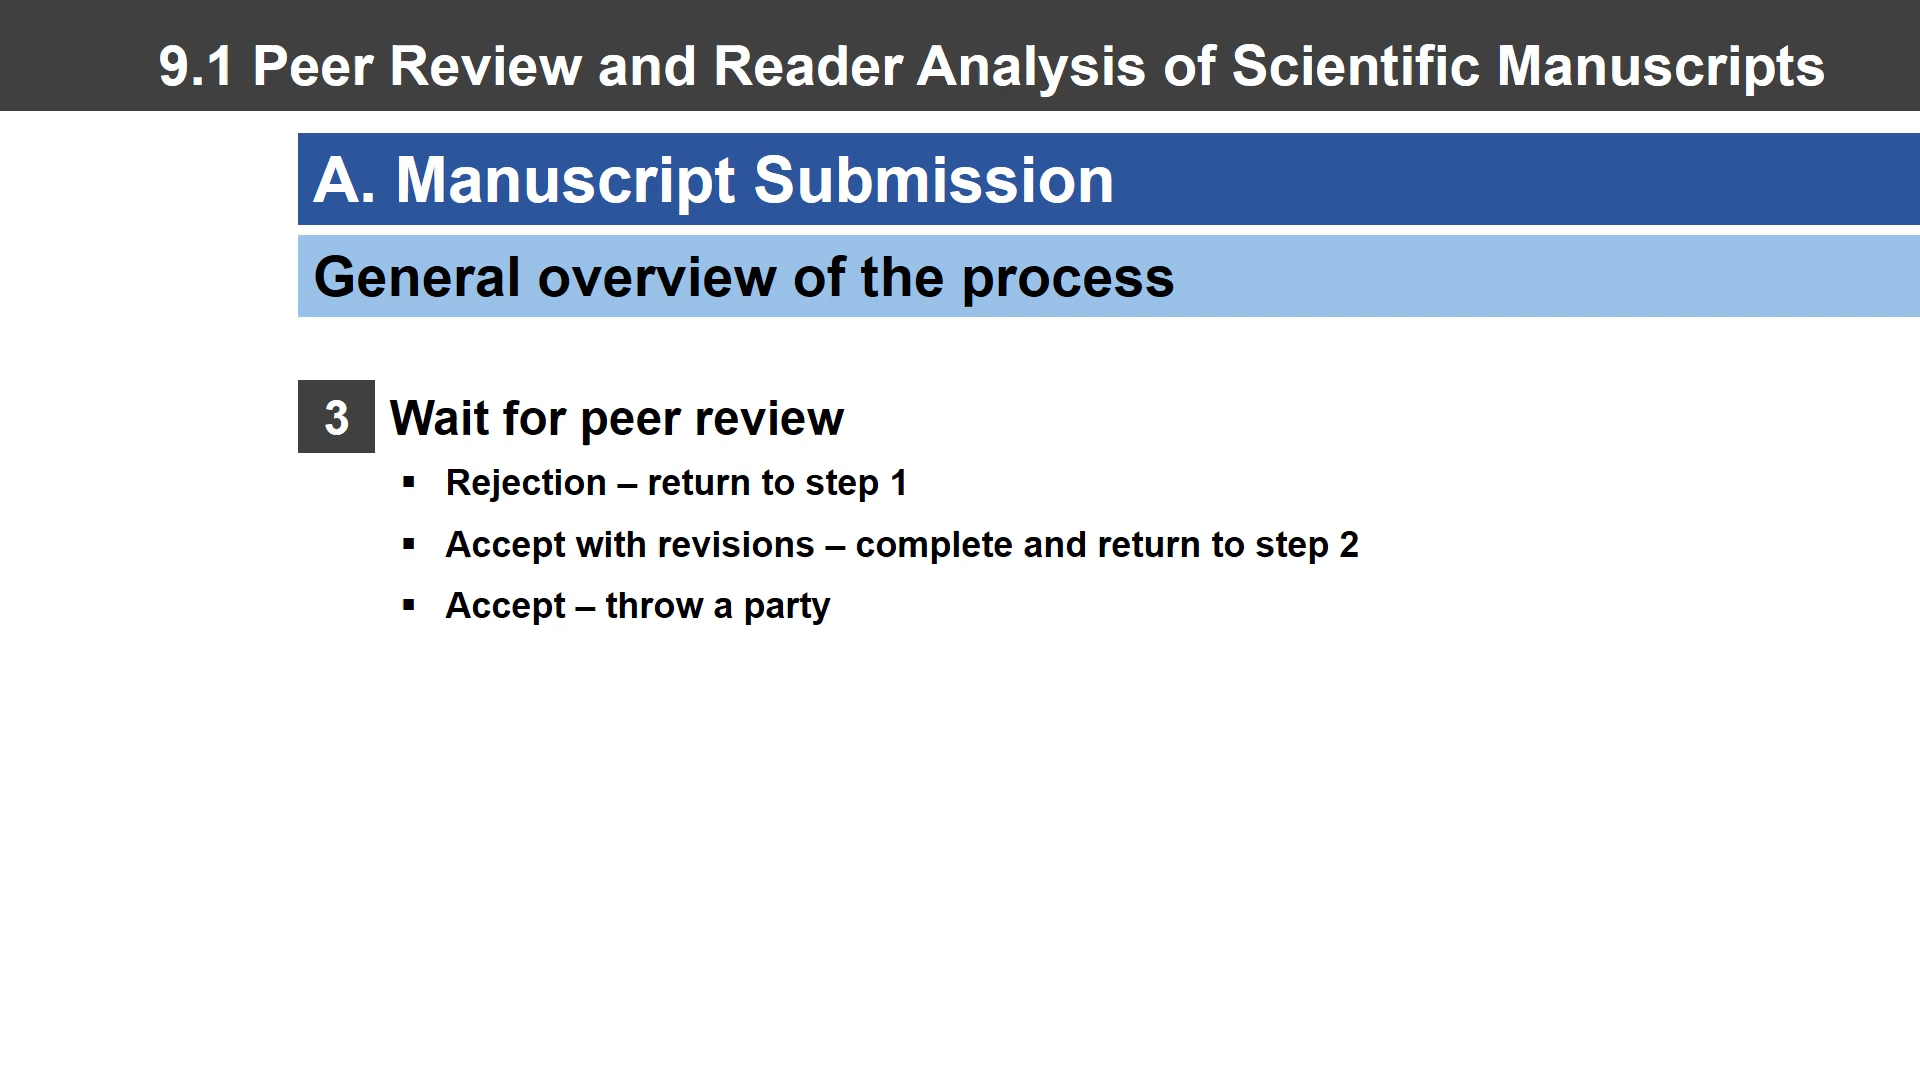 9.1 Peer Review and Reader Analysis of Scientific Manuscripts
A. Manuscript Submission
General overview of the process
3 Wait for peer review
▪ Rejection – return to step 1
▪ Accept with revisions – complete and return to step 2
▪ Accept – throw a party